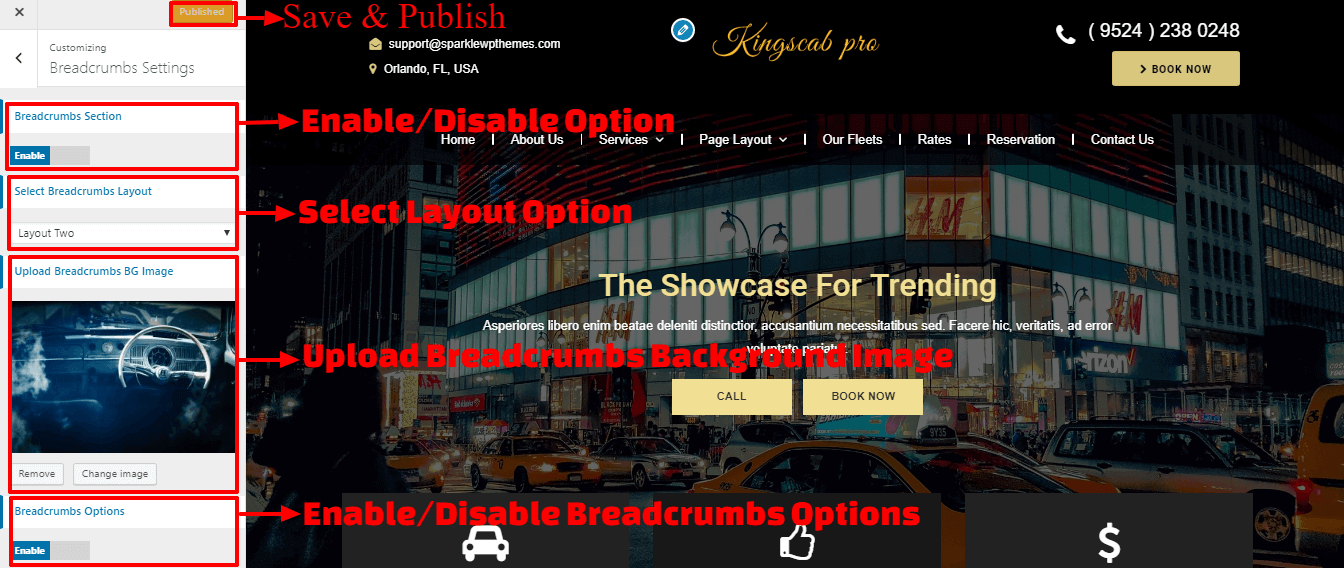 Published
Save & Publish
Customizing
Breadcrumbs Settings
support@sparklewpthemes.com
Orlando, FL, USA
Kingscab pro
( 9524 ) 238 0248
BOOK NOW
Breadcrumbs Section
Enable
Enable/Disable Option
Home
About Us
Services
Page Layout
Our Fleets
Rates
Reservation
Contact Us
Select Breadcrumbs Layout
Layout Two
Select Layout Option
H&M
H&M
The Showcase For Trending
Asperiores libero enim beatae deleniti distinctior, accusantium necessitatibus sed. Facere hic, veritatis, ad error
voluptate pariatur.
Upload Breadcrumbs BG Image
Upload Breadcrumbs Background Image
verizon
CALL
BOOK NOW
9Y35
Remove
Change image
Breadcrumbs Options
Enable
Enable/Disable Breadcrumbs Options